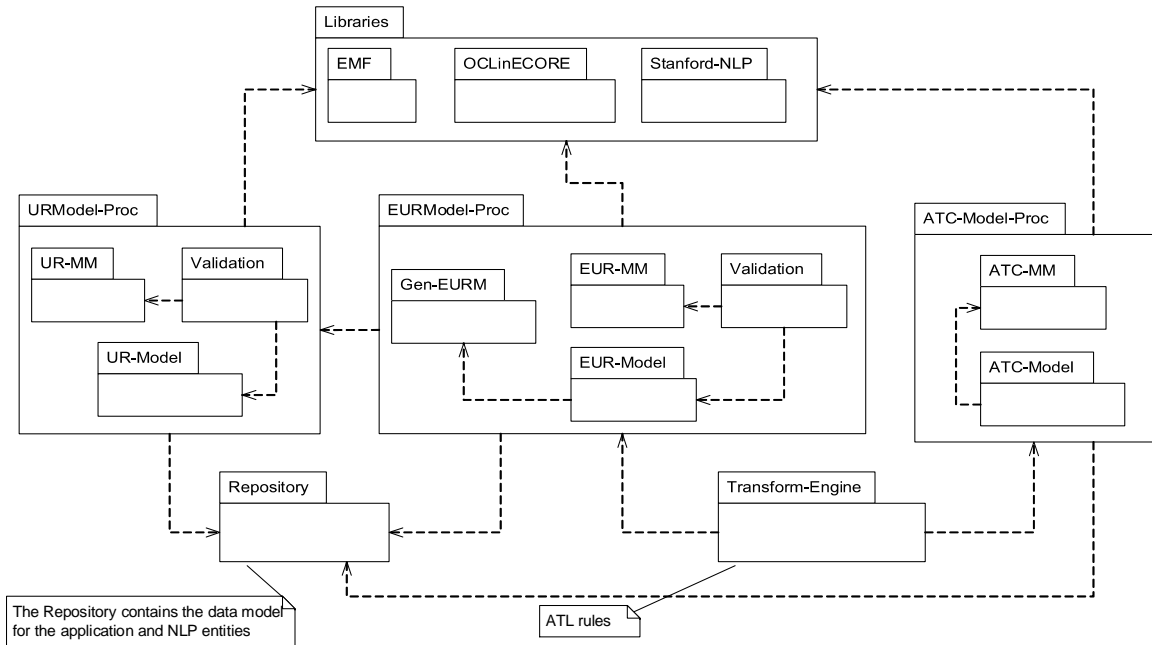 Libraries
EMF
OCLinECORE
Stanford-NLP
URModel-Proc
EURModel-Proc
ATC-Model-Proc
UR-MM
Validation
Gen-EURM
EUR-MM
Validation
ATC-MM
UR-Model
EUR-Model
ATC-Model
Repository
Transform-Engine
The Repository contains the data model
for the application and NLP entities
ATL rules